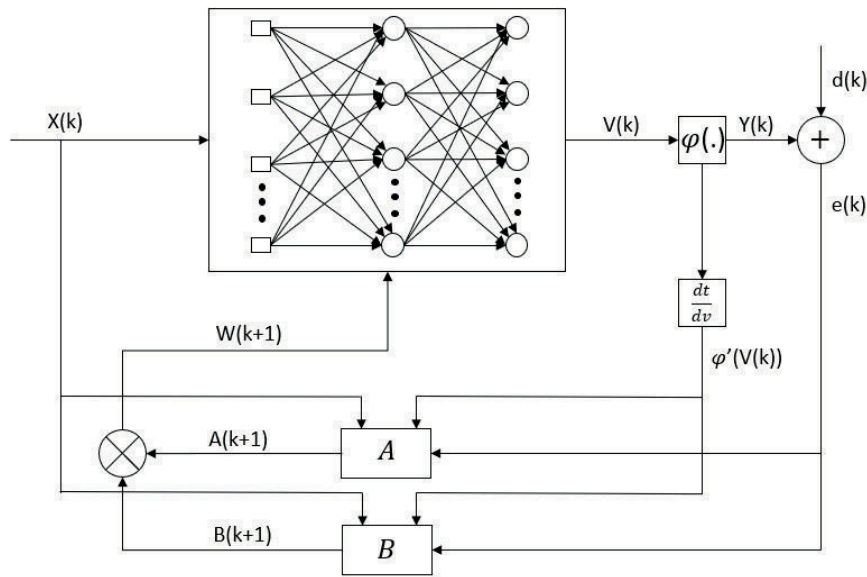 X(k)
V(k)
φ(.)
Y(k)
d(k)
+
e(k)
dt
dv
φ’(V(k))
W(k+1)
A(k+1)
A
B(k+1)
B